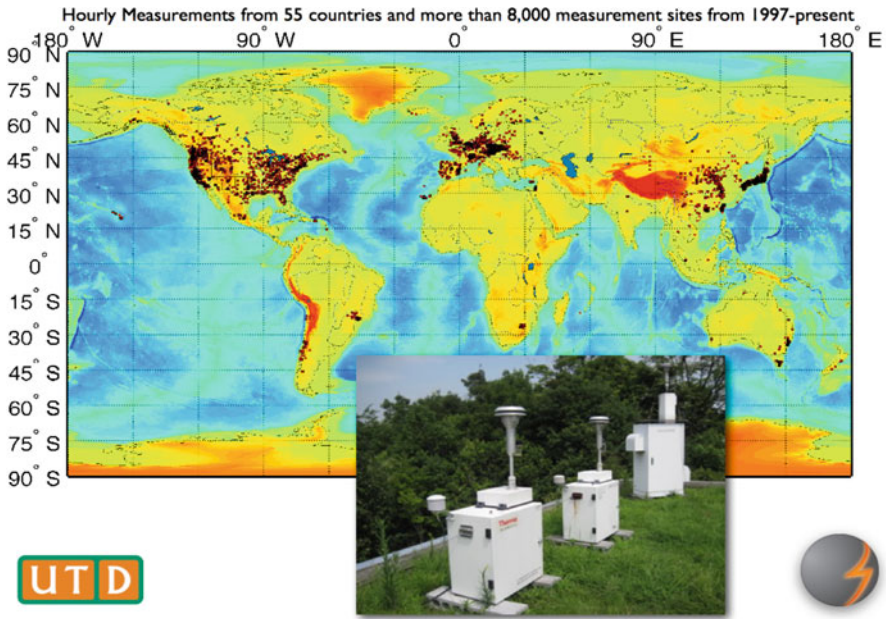 Hourly Measurements from 55 countries and more than 8,000 measurement sites from 1997-present
180° W 90° W 0° 90° E 180° E
90° N
75° N
60° N
45° N
30° N
15° N
0°
15° S
30° S
45° S
60° S
75° S
90° S
Thermo
UTD